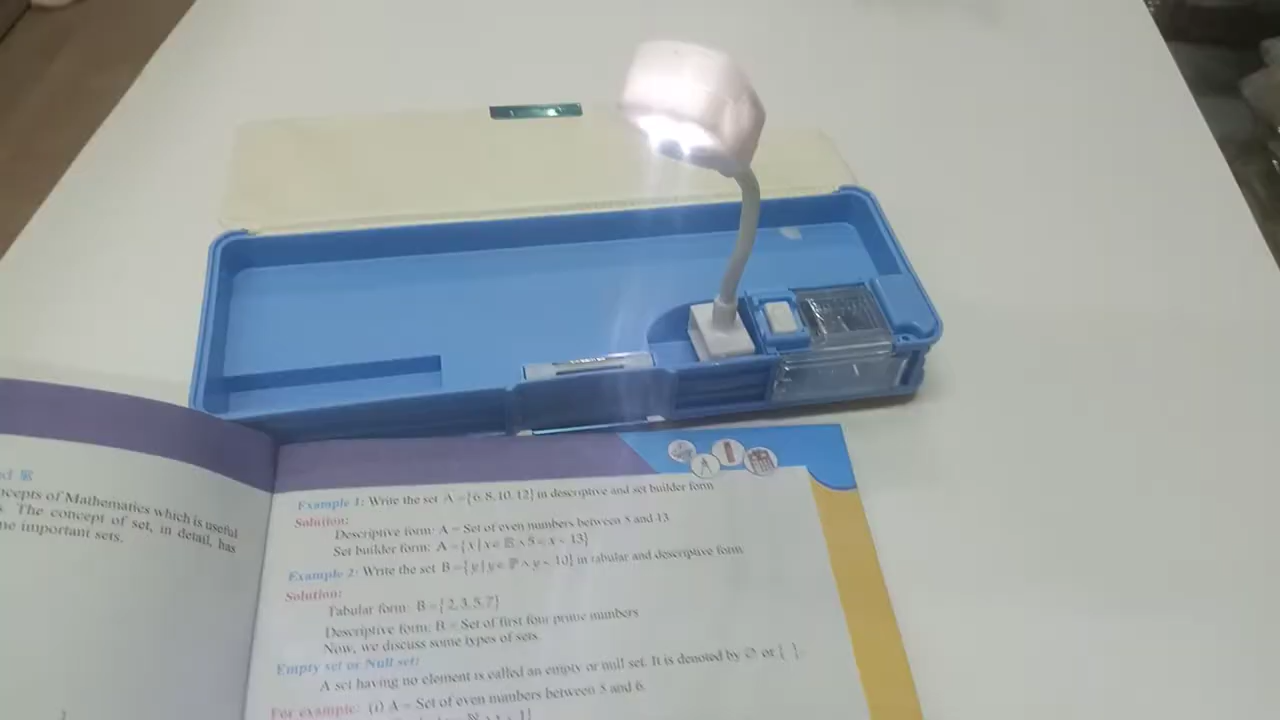 nd W
ncepts of Mathematics which is useful
s. The concept of set, in detail, has
me important sets.
Example 1: Write the set A = {6, 8, 10, 12} in descriptive and set builder form
Solution:
Descriptive form: A = Set of even numbers between 5 and 13
Set builder form: A = {x | x ∈ E ∧ 5 < x < 13}
Example 2: Write the set B = {y | y ∈ P ∧ y < 10} in tabular and descriptive form
Solution:
Tabular form: B = {2, 3, 5, 7}
Descriptive form: B = Set of first four prime numbers
Now, we discuss some types of sets.
Empty set or Null set:
A set having no element is called an empty or null set. It is denoted by ∅ or { }.
For example: (i) A = Set of even numbers between 5 and 6.